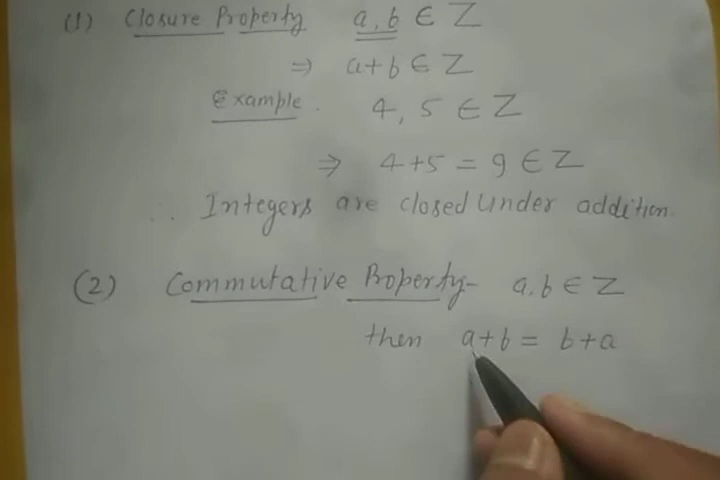 (1) Closure Property a, b ∈ Z
⇒ a+b ∈ Z
Example. 4, 5 ∈ Z
⇒ 4+5 = 9 ∈ Z
∴ Integers are closed under addition.
(2) Commutative Property- a, b ∈ Z
then a+b = b+a